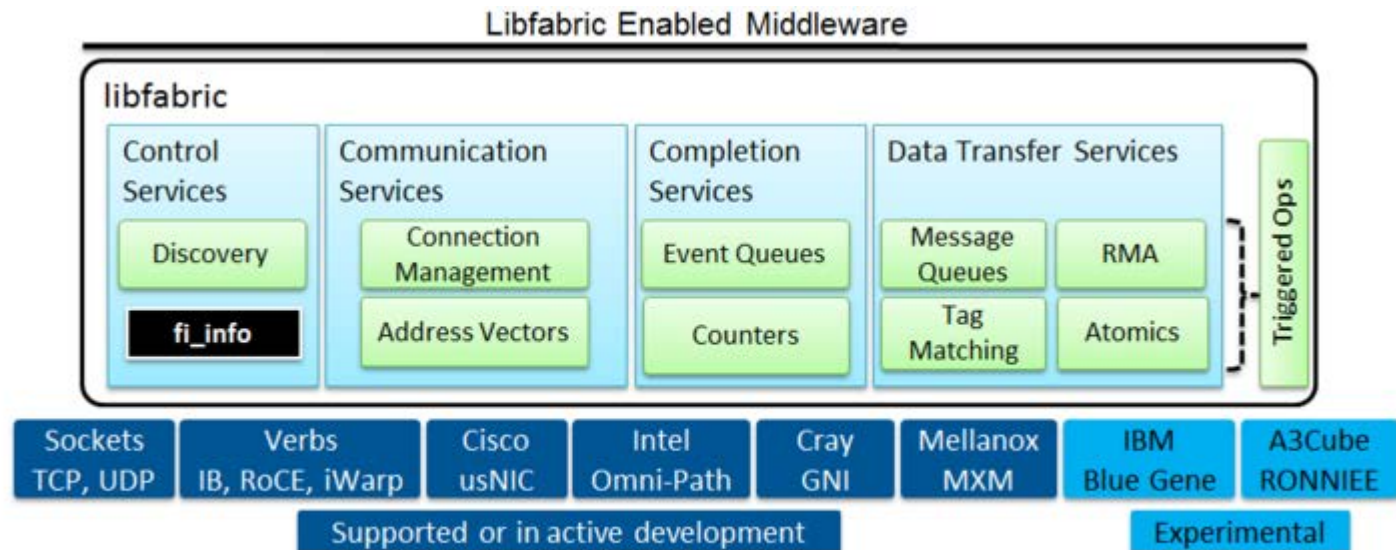 Libfabric Enabled Middleware
libfabric
Control
Services
Discovery
fi_info
Communication
Services
Connection
Management
Address Vectors
Completion
Services
Event Queues
Counters
Data Transfer Services
Message
Queues
RMA
Tag
Matching
Atomics
Triggered Ops
Sockets
TCP, UDP
Verbs
IB, RoCE, iWarp
Cisco
usNIC
Intel
Omni-Path
Cray
GNI
Mellanox
MXM
IBM
Blue Gene
A3Cube
RONNIEE
Supported or in active development
Experimental